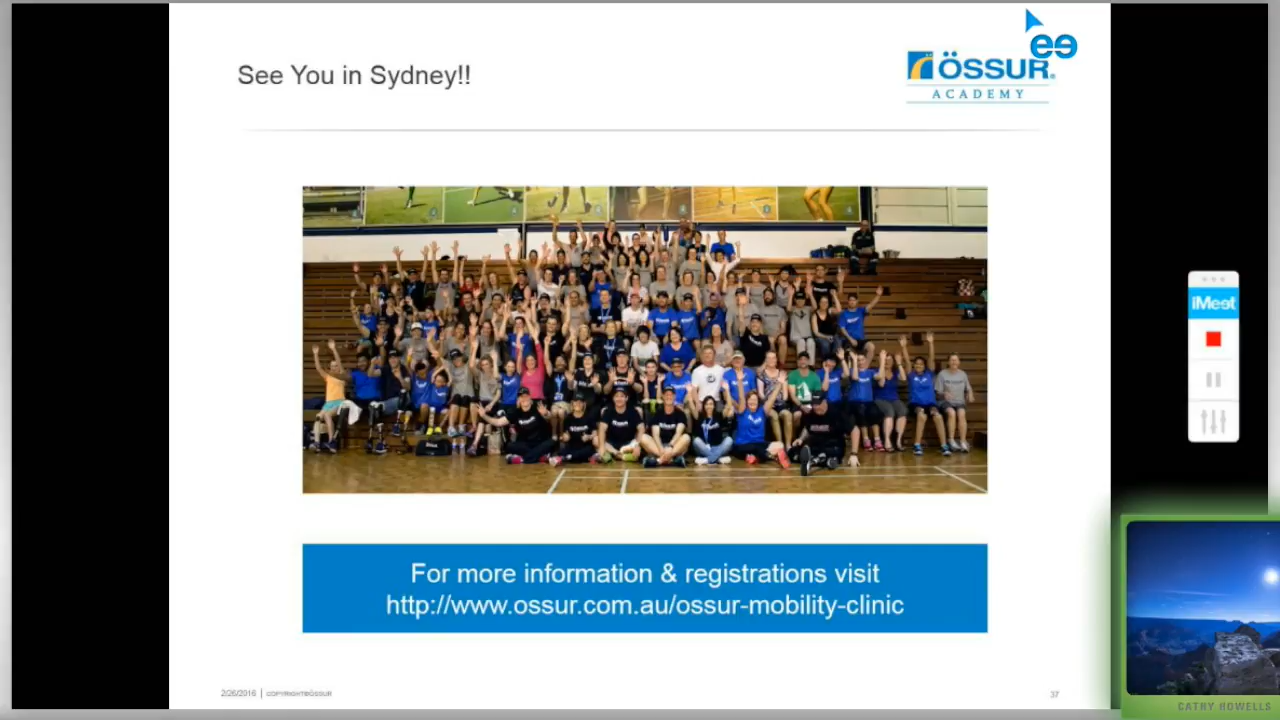 See You in Sydney!!
ee
ÖSSUR®
ACADEMY
iMeet
For more information & registrations visit
http://www.ossur.com.au/ossur-mobility-clinic
2/26/2016 | COPYRIGHT©ÖSSUR
37
CATHY HOWELLS